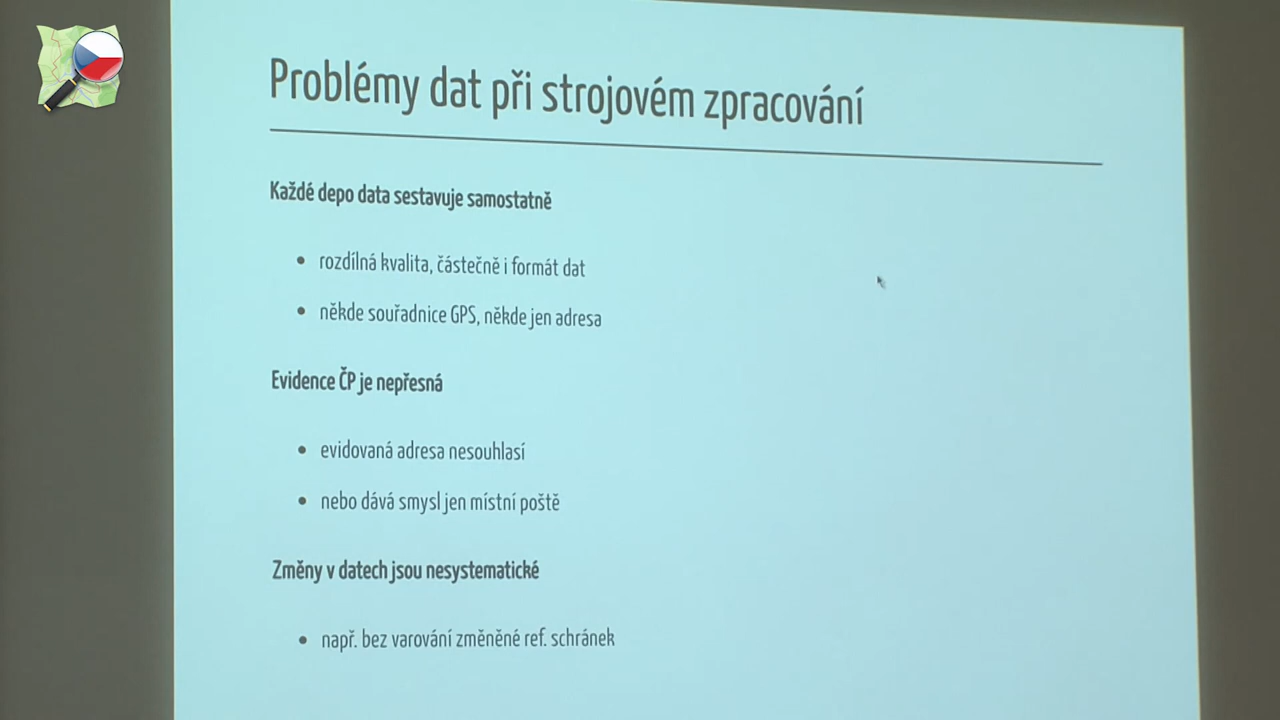 Problémy dat při strojovém zpracování
Každé depo data sestavuje samostatně
rozdílná kvalita, částečně i formát dat
někde souřadnice GPS, někde jen adresa
Evidence ČP je nepřesná
evidovaná adresa nesouhlasí
nebo dává smysl jen místní poště
Změny v datech jsou nesystematické
např. bez varování změněné ref. schránek